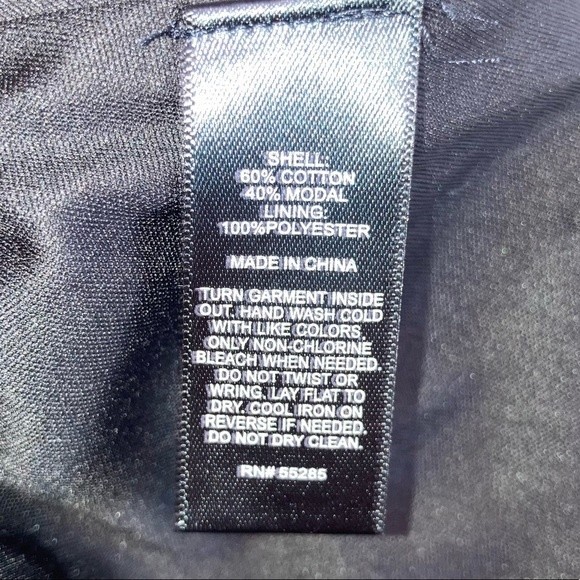 SHELL:
60% COTTON
40% MODAL
LINING:
100%POLYESTER
MADE IN CHINA
TURN GARMENT INSIDE
OUT. HAND WASH COLD
WITH LIKE COLORS.
ONLY NON-CHLORINE
BLEACH WHEN NEEDED.
DO NOT TWIST OR
WRING. LAY FLAT TO
DRY. COOL IRON ON
REVERSE IF NEEDED.
DO NOT DRY CLEAN.
RN# 55285